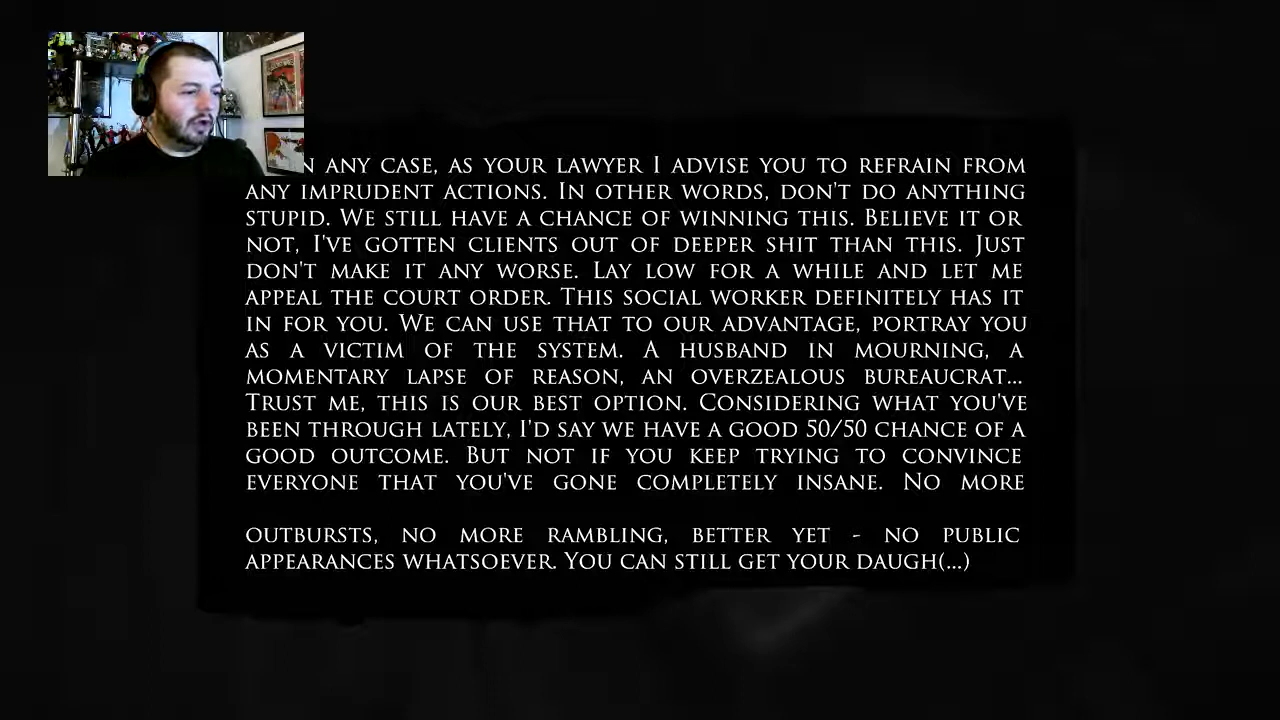 N ANY CASE, AS YOUR LAWYER I ADVISE YOU TO REFRAIN FROM
ANY IMPRUDENT ACTIONS. IN OTHER WORDS, DON'T DO ANYTHING
STUPID. WE STILL HAVE A CHANCE OF WINNING THIS. BELIEVE IT OR
NOT, I'VE GOTTEN CLIENTS OUT OF DEEPER SHIT THAN THIS. JUST
DON'T MAKE IT ANY WORSE. LAY LOW FOR A WHILE AND LET ME
APPEAL THE COURT ORDER. THIS SOCIAL WORKER DEFINITELY HAS IT
IN FOR YOU. WE CAN USE THAT TO OUR ADVANTAGE, PORTRAY YOU
AS A VICTIM OF THE SYSTEM. A HUSBAND IN MOURNING, A
MOMENTARY LAPSE OF REASON, AN OVERZEALOUS BUREAUCRAT...
TRUST ME, THIS IS OUR BEST OPTION. CONSIDERING WHAT YOU'VE
BEEN THROUGH LATELY, I'D SAY WE HAVE A GOOD 50/50 CHANCE OF A
GOOD OUTCOME. BUT NOT IF YOU KEEP TRYING TO CONVINCE
EVERYONE THAT YOU'VE GONE COMPLETELY INSANE. NO MORE
OUTBURSTS, NO MORE RAMBLING, BETTER YET - NO PUBLIC
APPEARANCES WHATSOEVER. YOU CAN STILL GET YOUR DAUGH(...)